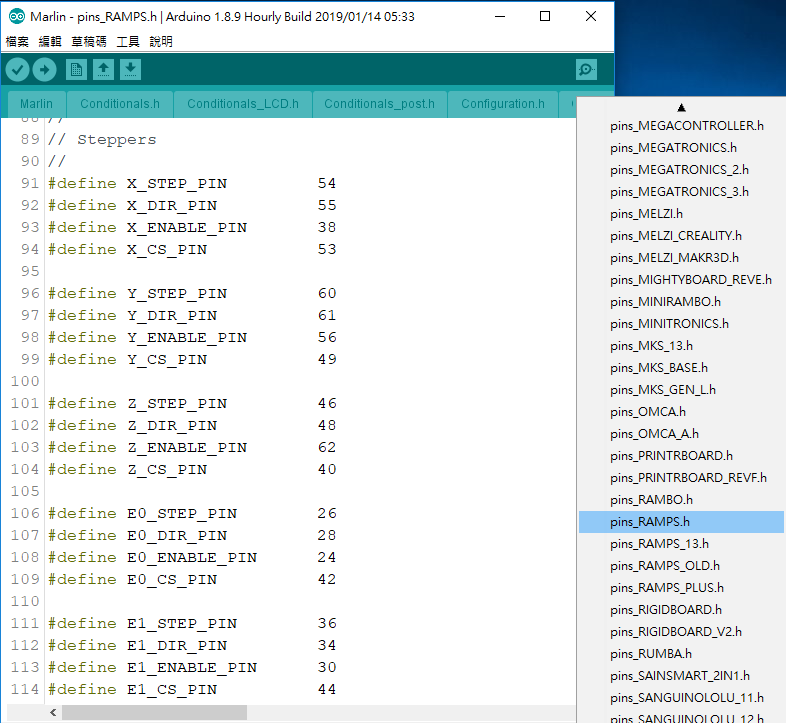 Marlin - pins_RAMPS.h | Arduino 1.8.9 Hourly Build 2019/01/14 05:33
檔案 編輯 草稿碼 工具 說明
Marlin Conditionals.h Conditionals_LCD.h Conditionals_post.h Configuration.h
88 //
89 // Steppers
90 //
91 #define X_STEP_PIN 54
92 #define X_DIR_PIN 55
93 #define X_ENABLE_PIN 38
94 #define X_CS_PIN 53
95
96 #define Y_STEP_PIN 60
97 #define Y_DIR_PIN 61
98 #define Y_ENABLE_PIN 56
99 #define Y_CS_PIN 49
100
101 #define Z_STEP_PIN 46
102 #define Z_DIR_PIN 48
103 #define Z_ENABLE_PIN 62
104 #define Z_CS_PIN 40
105
106 #define E0_STEP_PIN 26
107 #define E0_DIR_PIN 28
108 #define E0_ENABLE_PIN 24
109 #define E0_CS_PIN 42
110
111 #define E1_STEP_PIN 36
112 #define E1_DIR_PIN 34
113 #define E1_ENABLE_PIN 30
114 #define E1_CS_PIN 44
pins_MEGACONTROLLER.h
pins_MEGATRONICS.h
pins_MEGATRONICS_2.h
pins_MEGATRONICS_3.h
pins_MELZI.h
pins_MELZI_CREALITY.h
pins_MELZI_MAKR3D.h
pins_MIGHTYBOARD_REVE.h
pins_MINIRAMBO.h
pins_MINITRONICS.h
pins_MKS_13.h
pins_MKS_BASE.h
pins_MKS_GEN_L.h
pins_OMCA.h
pins_OMCA_A.h
pins_PRINTRBOARD.h
pins_PRINTRBOARD_REVF.h
pins_RAMBO.h
pins_RAMPS.h
pins_RAMPS_13.h
pins_RAMPS_OLD.h
pins_RAMPS_PLUS.h
pins_RIGIDBOARD.h
pins_RIGIDBOARD_V2.h
pins_RUMBA.h
pins_SAINSMART_2IN1.h
pins_SANGUINOLOLU_11.h
pins_SANGUINOLOLU_12.h